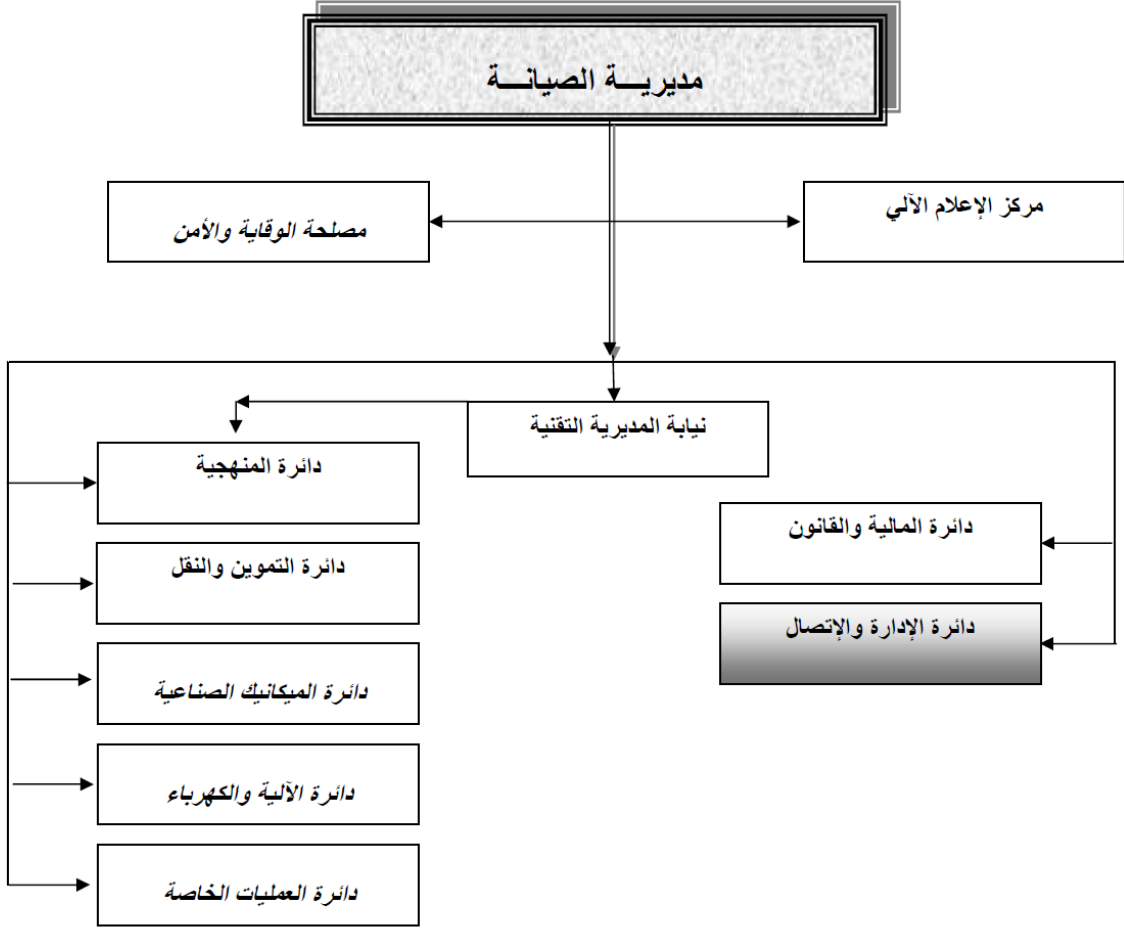 مديريـــة الصيانـــة
مركز الإعلام الآلي
مصلحة الوقاية والأمن
نيابة المديرية التقنية
دائرة المنهجية
دائرة المالية والقانون
دائرة التموين والنقل
دائرة الإدارة والإتصال
دائرة الميكانيك الصناعية
دائرة الآلية والكهرباء
دائرة العمليات الخاصة